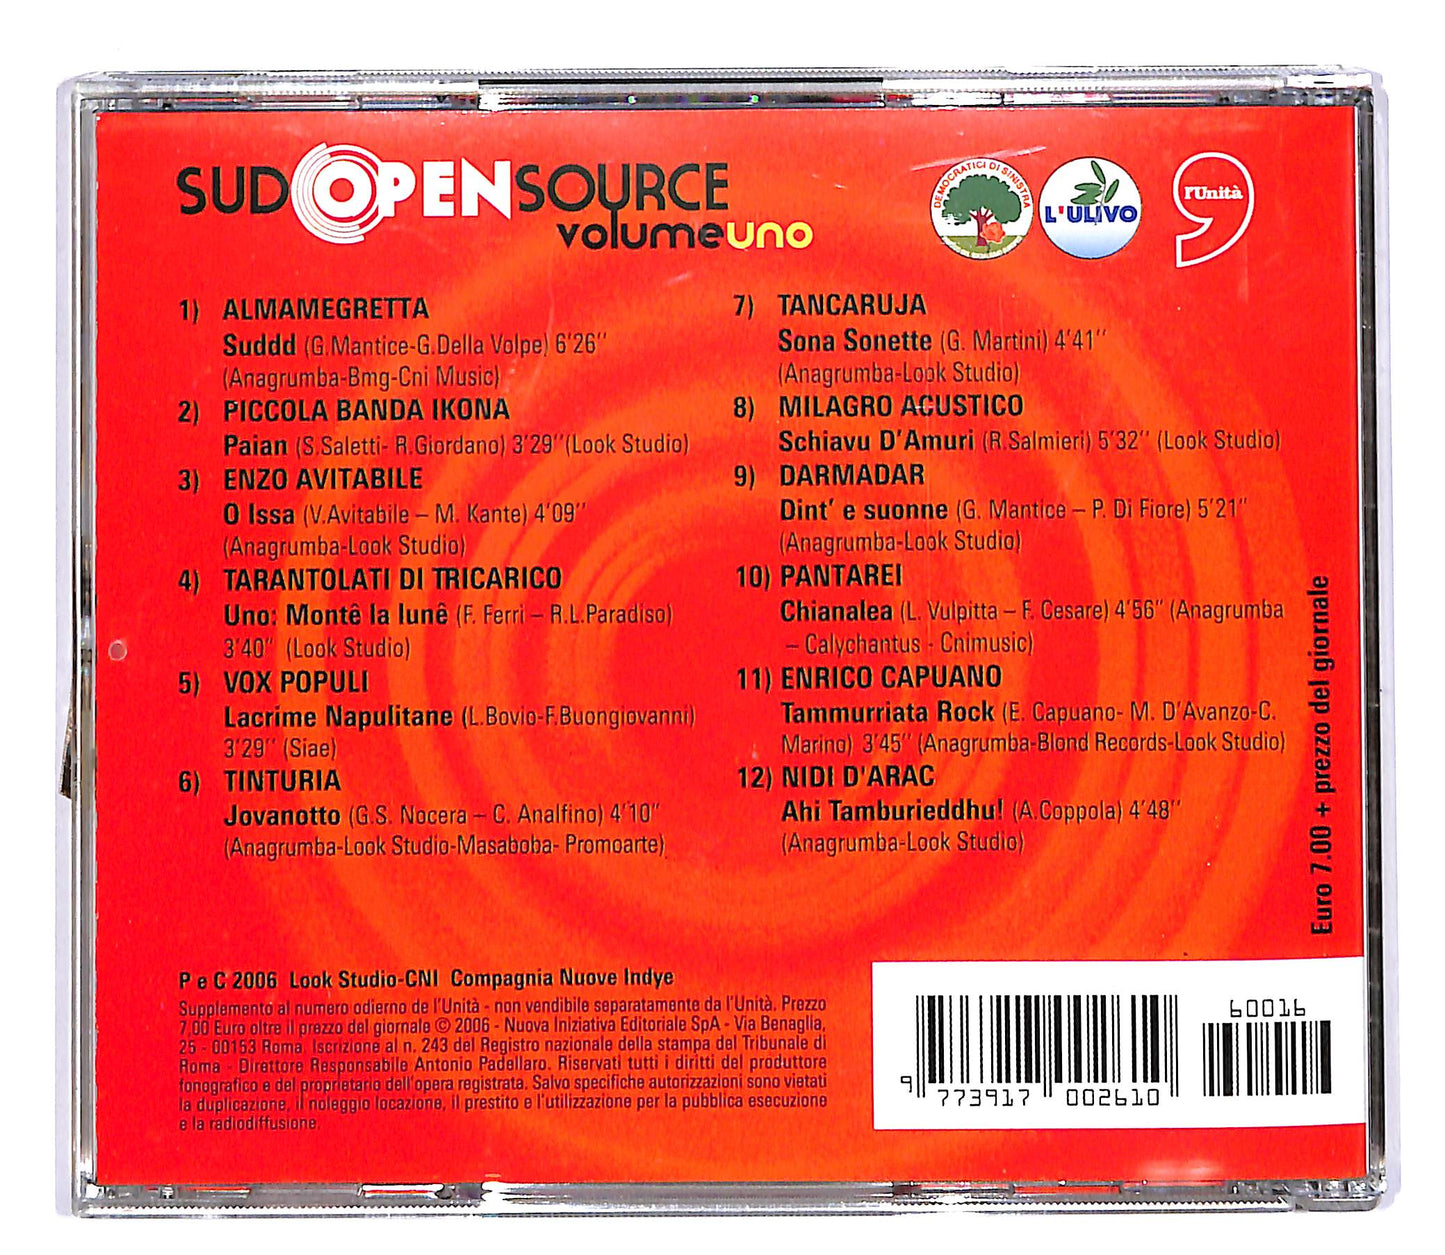 SUDOPENSOURCE
volumeuno
DEMOCRATICI DI SINISTRA
L'ULIVO
l'Unità
1) ALMAMEGRETTA
Suddd (G.Mantice-G.Della Volpe) 6'26''
(Anagrumba-Bmg-Cni Music)
2) PICCOLA BANDA IKONA
Paian (S.Saletti- R.Giordano) 3'29''(Look Studio)
3) ENZO AVITABILE
O Issa (V.Avitabile – M. Kante) 4'09''
(Anagrumba-Look Studio)
4) TARANTOLATI DI TRICARICO
Uno: Montê la lunê (F. Ferri – R.L.Paradiso)
3'40'' (Look Studio)
5) VOX POPULI
Lacrime Napulitane (L.Bovio-F.Buongiovanni)
3'29'' (Siae)
6) TINTURIA
Jovanotto (G.S. Nocera – C. Analfino) 4'10''
(Anagrumba-Look Studio-Masaboba- Promoarte)
7) TANCARUJA
Sona Sonette (G. Martini) 4'41''
(Anagrumba-Look Studio)
8) MILAGRO ACUSTICO
Schiavu D'Amuri (R.Salmieri) 5'32'' (Look Studio)
9) DARMADAR
Dint' e suonne (G. Mantice – P. Di Fiore) 5'21''
(Anagrumba-Look Studio)
10) PANTAREI
Chianalea (L. Vulpitta – F. Cesare) 4'56'' (Anagrumba
– Calychantus - Cnimusic)
11) ENRICO CAPUANO
Tammurriata Rock (E. Capuano- M. D'Avanzo-C.
Marino) 3'45'' (Anagrumba-Blond Records-Look Studio)
12) NIDI D'ARAC
Ahi Tamburieddhu! (A.Coppola) 4'48''
(Anagrumba-Look Studio)
Euro 7.00 + prezzo del giornale
P e C 2006 Look Studio-CNI Compagnia Nuove Indye
Supplemento al numero odierno de l'Unità - non vendibile separatamente da l'Unità. Prezzo
7,00 Euro oltre il prezzo del giornale © 2006 - Nuova Iniziativa Editoriale SpA - Via Benaglia,
25 - 00153 Roma. Iscrizione al n. 243 del Registro nazionale della stampa del Tribunale di
Roma - Direttore Responsabile Antonio Padellaro. Riservati tutti i diritti del produttore
fonografico e del proprietario dell'opera registrata. Salvo specifiche autorizzazioni sono vietati
la duplicazione, il noleggio locazione, il prestito e l'utilizzazione per la pubblica esecuzione
e la radiodiffusione.
60016
9 773917 002610